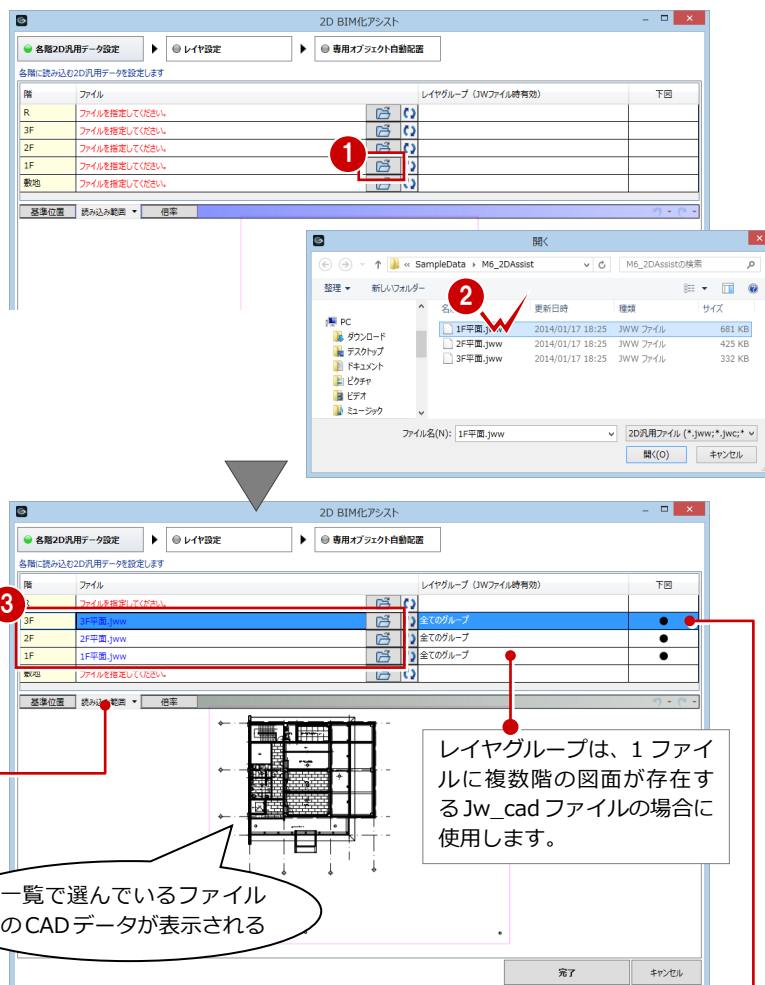 2D BIM化アシスト
各階2D汎用データ設定 ▶ レイヤ設定 ▶ 専用オブジェクト自動配置
各階に読み込む2D汎用データを設定します
階 ファイル レイヤグループ（JWファイル時有効） 下図
R ファイルを指定してください。
3F ファイルを指定してください。
2F ファイルを指定してください。
1F ファイルを指定してください。
敷地 ファイルを指定してください。
1
基準位置 読み込み範囲 ▼ 倍率
開く
↑ « SampleData ▸ M6_2DAssist M6_2DAssistの検索
整理 ▼ 新しいフォルダー
2
更新日時 種類 サイズ
PC
ダウンロード
デスクトップ
ドキュメント
ピクチャ
ビデオ
ミュージック
1F平面.jww 2014/01/17 18:25 JWW ファイル 681 KB
2F平面.jww 2014/01/17 18:25 JWW ファイル 425 KB
3F平面.jww 2014/01/17 18:25 JWW ファイル 332 KB
ファイル名(N): 1F平面.jww 2D汎用ファイル (*.jww;*.jwc;*
開く(O) キャンセル
2D BIM化アシスト
各階2D汎用データ設定 ▶ レイヤ設定 ▶ 専用オブジェクト自動配置
各階に読み込む2D汎用データを設定します
階 ファイル レイヤグループ（JWファイル時有効） 下図
3
ファイルを指定してください。
3F 3F平面.jww 全てのグループ ●
2F 2F平面.jww 全てのグループ ●
1F 1F平面.jww 全てのグループ ●
敷地 ファイルを指定してください。
基準位置 読み込み範囲 ▼ 倍率
レイヤグループは、1 ファイ
ルに複数階の図面が存在す
る Jw_cad ファイルの場合に
使用します。
一覧で選んでいるファイル
のCADデータが表示される
完了 キャンセル